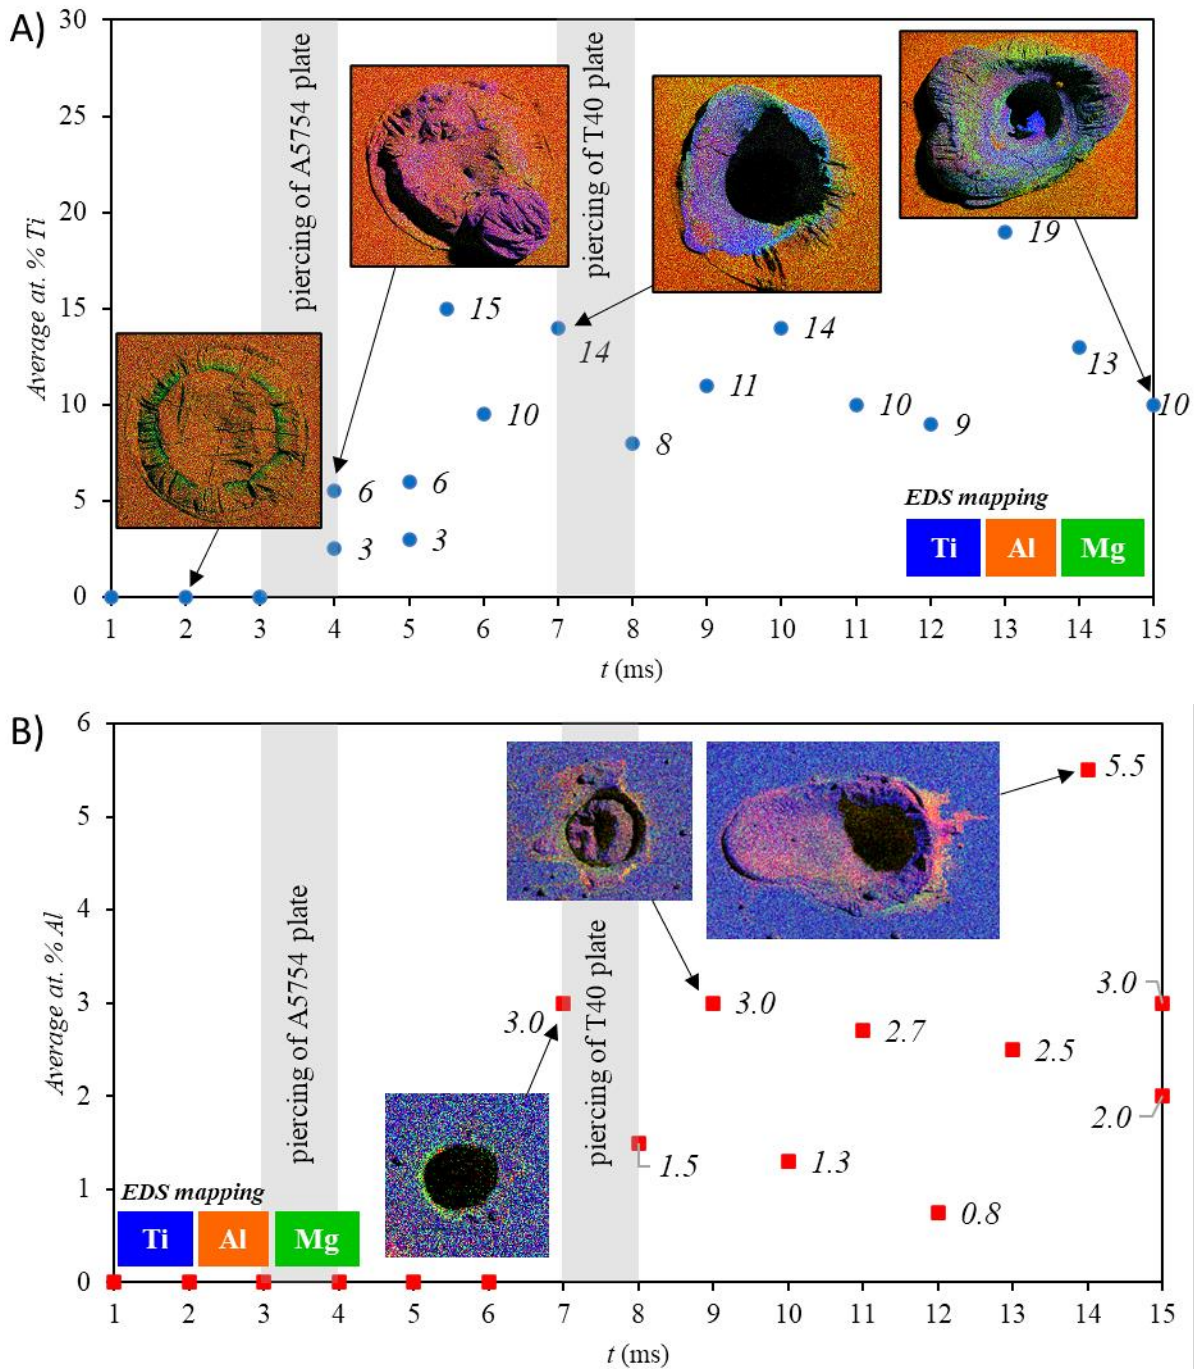 A)
30
25
20
15
10
5
0
Average at. % Ti
piercing of A5754 plate
piercing of T40 plate
19
15
14
14
13
11
10
10
10
9
8
6
6
3
3
EDS mapping
Ti Al Mg
1 2 3 4 5 6 7 8 9 10 11 12 13 14 15
t (ms)
B)
6
5
4
3
2
1
0
Average at. % Al
piercing of A5754 plate
piercing of T40 plate
5.5
3.0
3.0
3.0
2.7
2.5
2.0
1.5
1.3
0.8
EDS mapping
Ti Al Mg
1 2 3 4 5 6 7 8 9 10 11 12 13 14 15
t (ms)